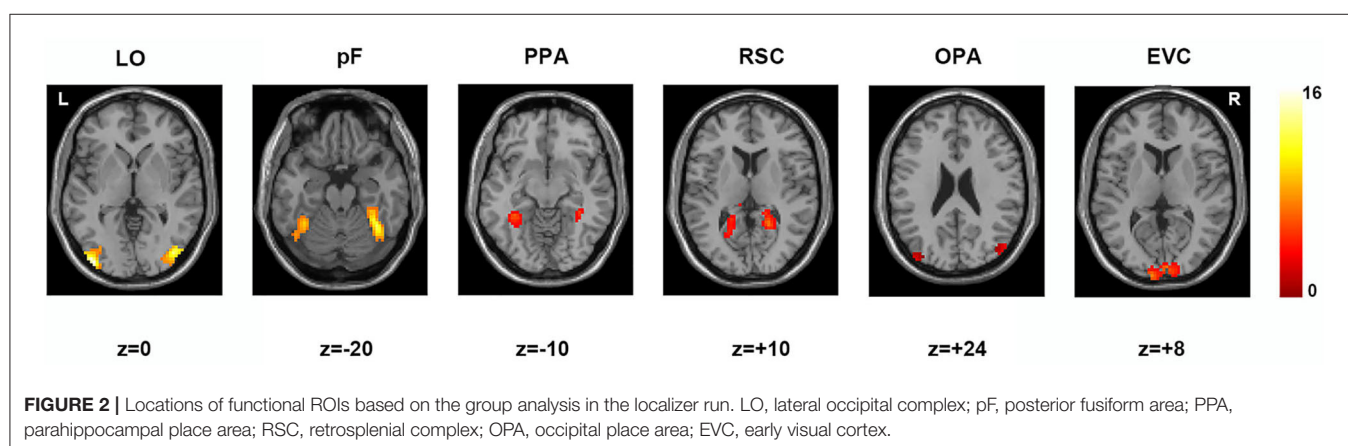 LO pF PPA RSC OPA EVC
L R 16
0
z=0 z=-20 z=-10 z=+10 z=+24 z=+8
FIGURE 2 | Locations of functional ROIs based on the group analysis in the localizer run. LO, lateral occipital complex; pF, posterior fusiform area; PPA,
parahippocampal place area; RSC, retrosplenial complex; OPA, occipital place area; EVC, early visual cortex.